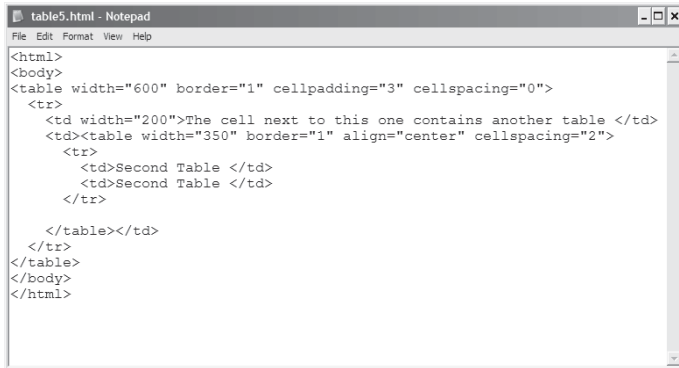 table5.html - Notepad
File Edit Format View Help
<html>
<body>
<table width="600" border="1" cellpadding="3" cellspacing="0">
  <tr>
    <td width="200">The cell next to this one contains another table </td>
    <td><table width="350" border="1" align="center" cellspacing="2">
      <tr>
        <td>Second Table </td>
        <td>Second Table </td>
      </tr>

    </table></td>
  </tr>
</table>
</body>
</html>